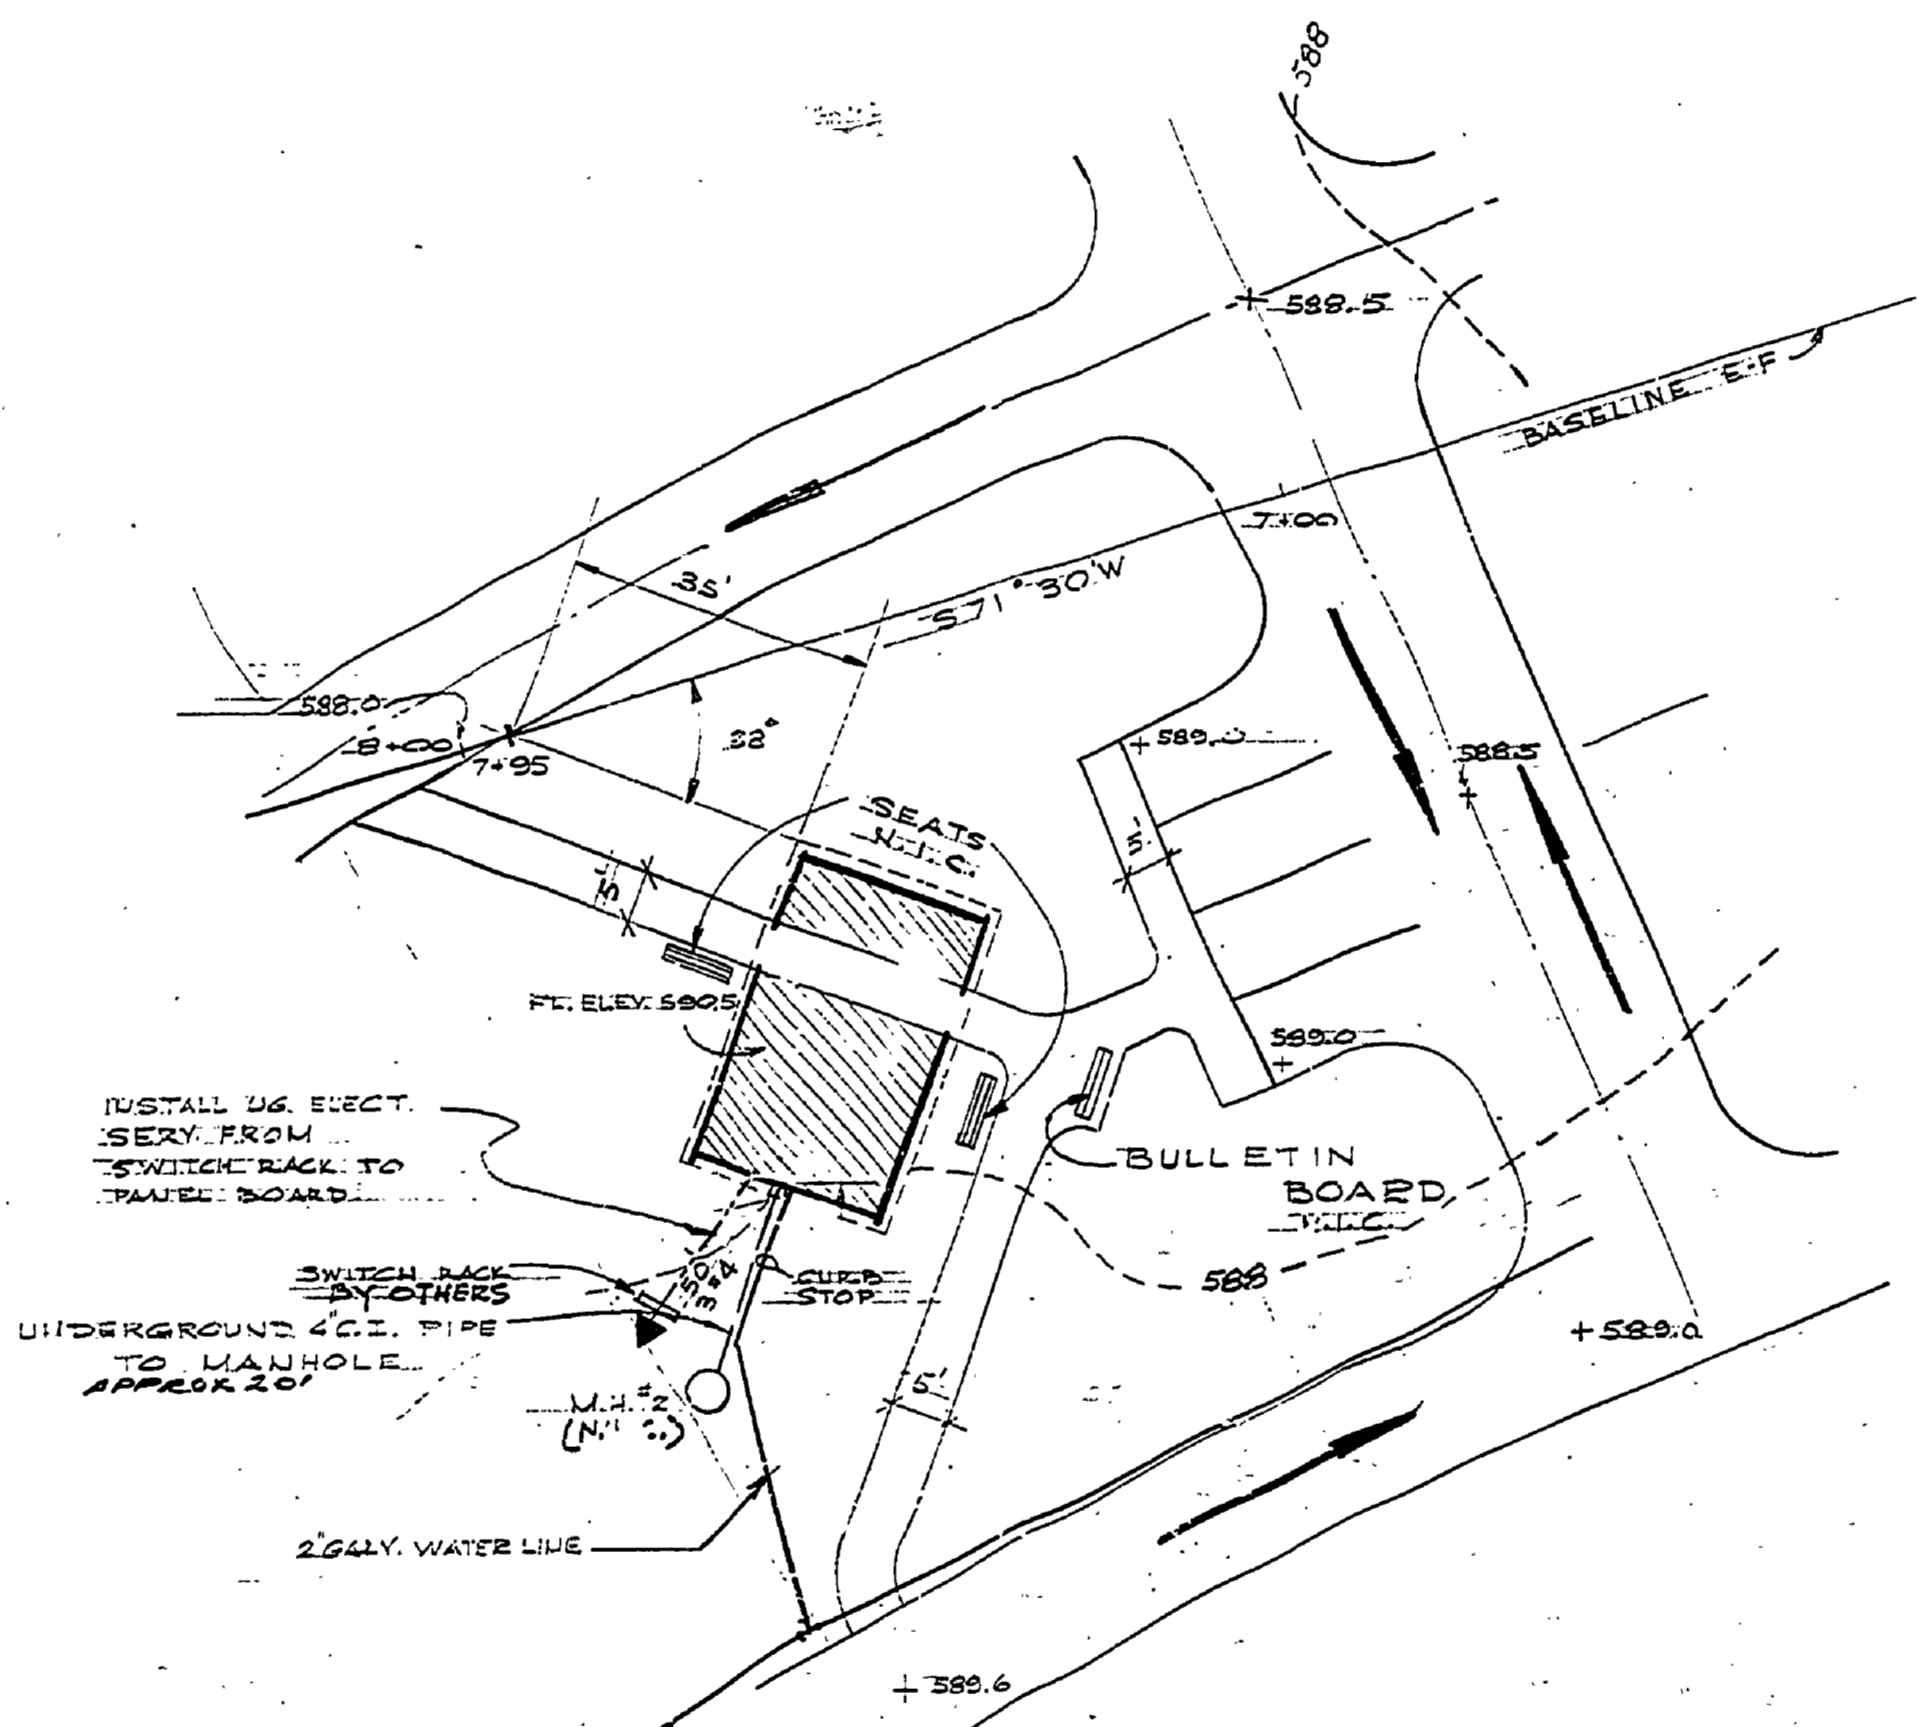 588
588.5
BASELINE E-F
7+00
35'
S 71° 30' W
588.0
8+00
7+95
589.0
588.5
SEATS
N.I.C.
5'
5'
FL. ELEV. 590.5
589.0
INSTALL UG. ELECT.
SERV. FROM
SWITCH RACK TO
PANEL BOARD
BULLETIN
BOARD
N.I.C.
SWITCH RACK
BY OTHERS
CURB
STOP
588
UNDERGROUND 4" C.I. PIPE
TO MANHOLE
APPROX 20'
589.0
5'
M.H. #2
2" GALV. WATER LINE
589.6